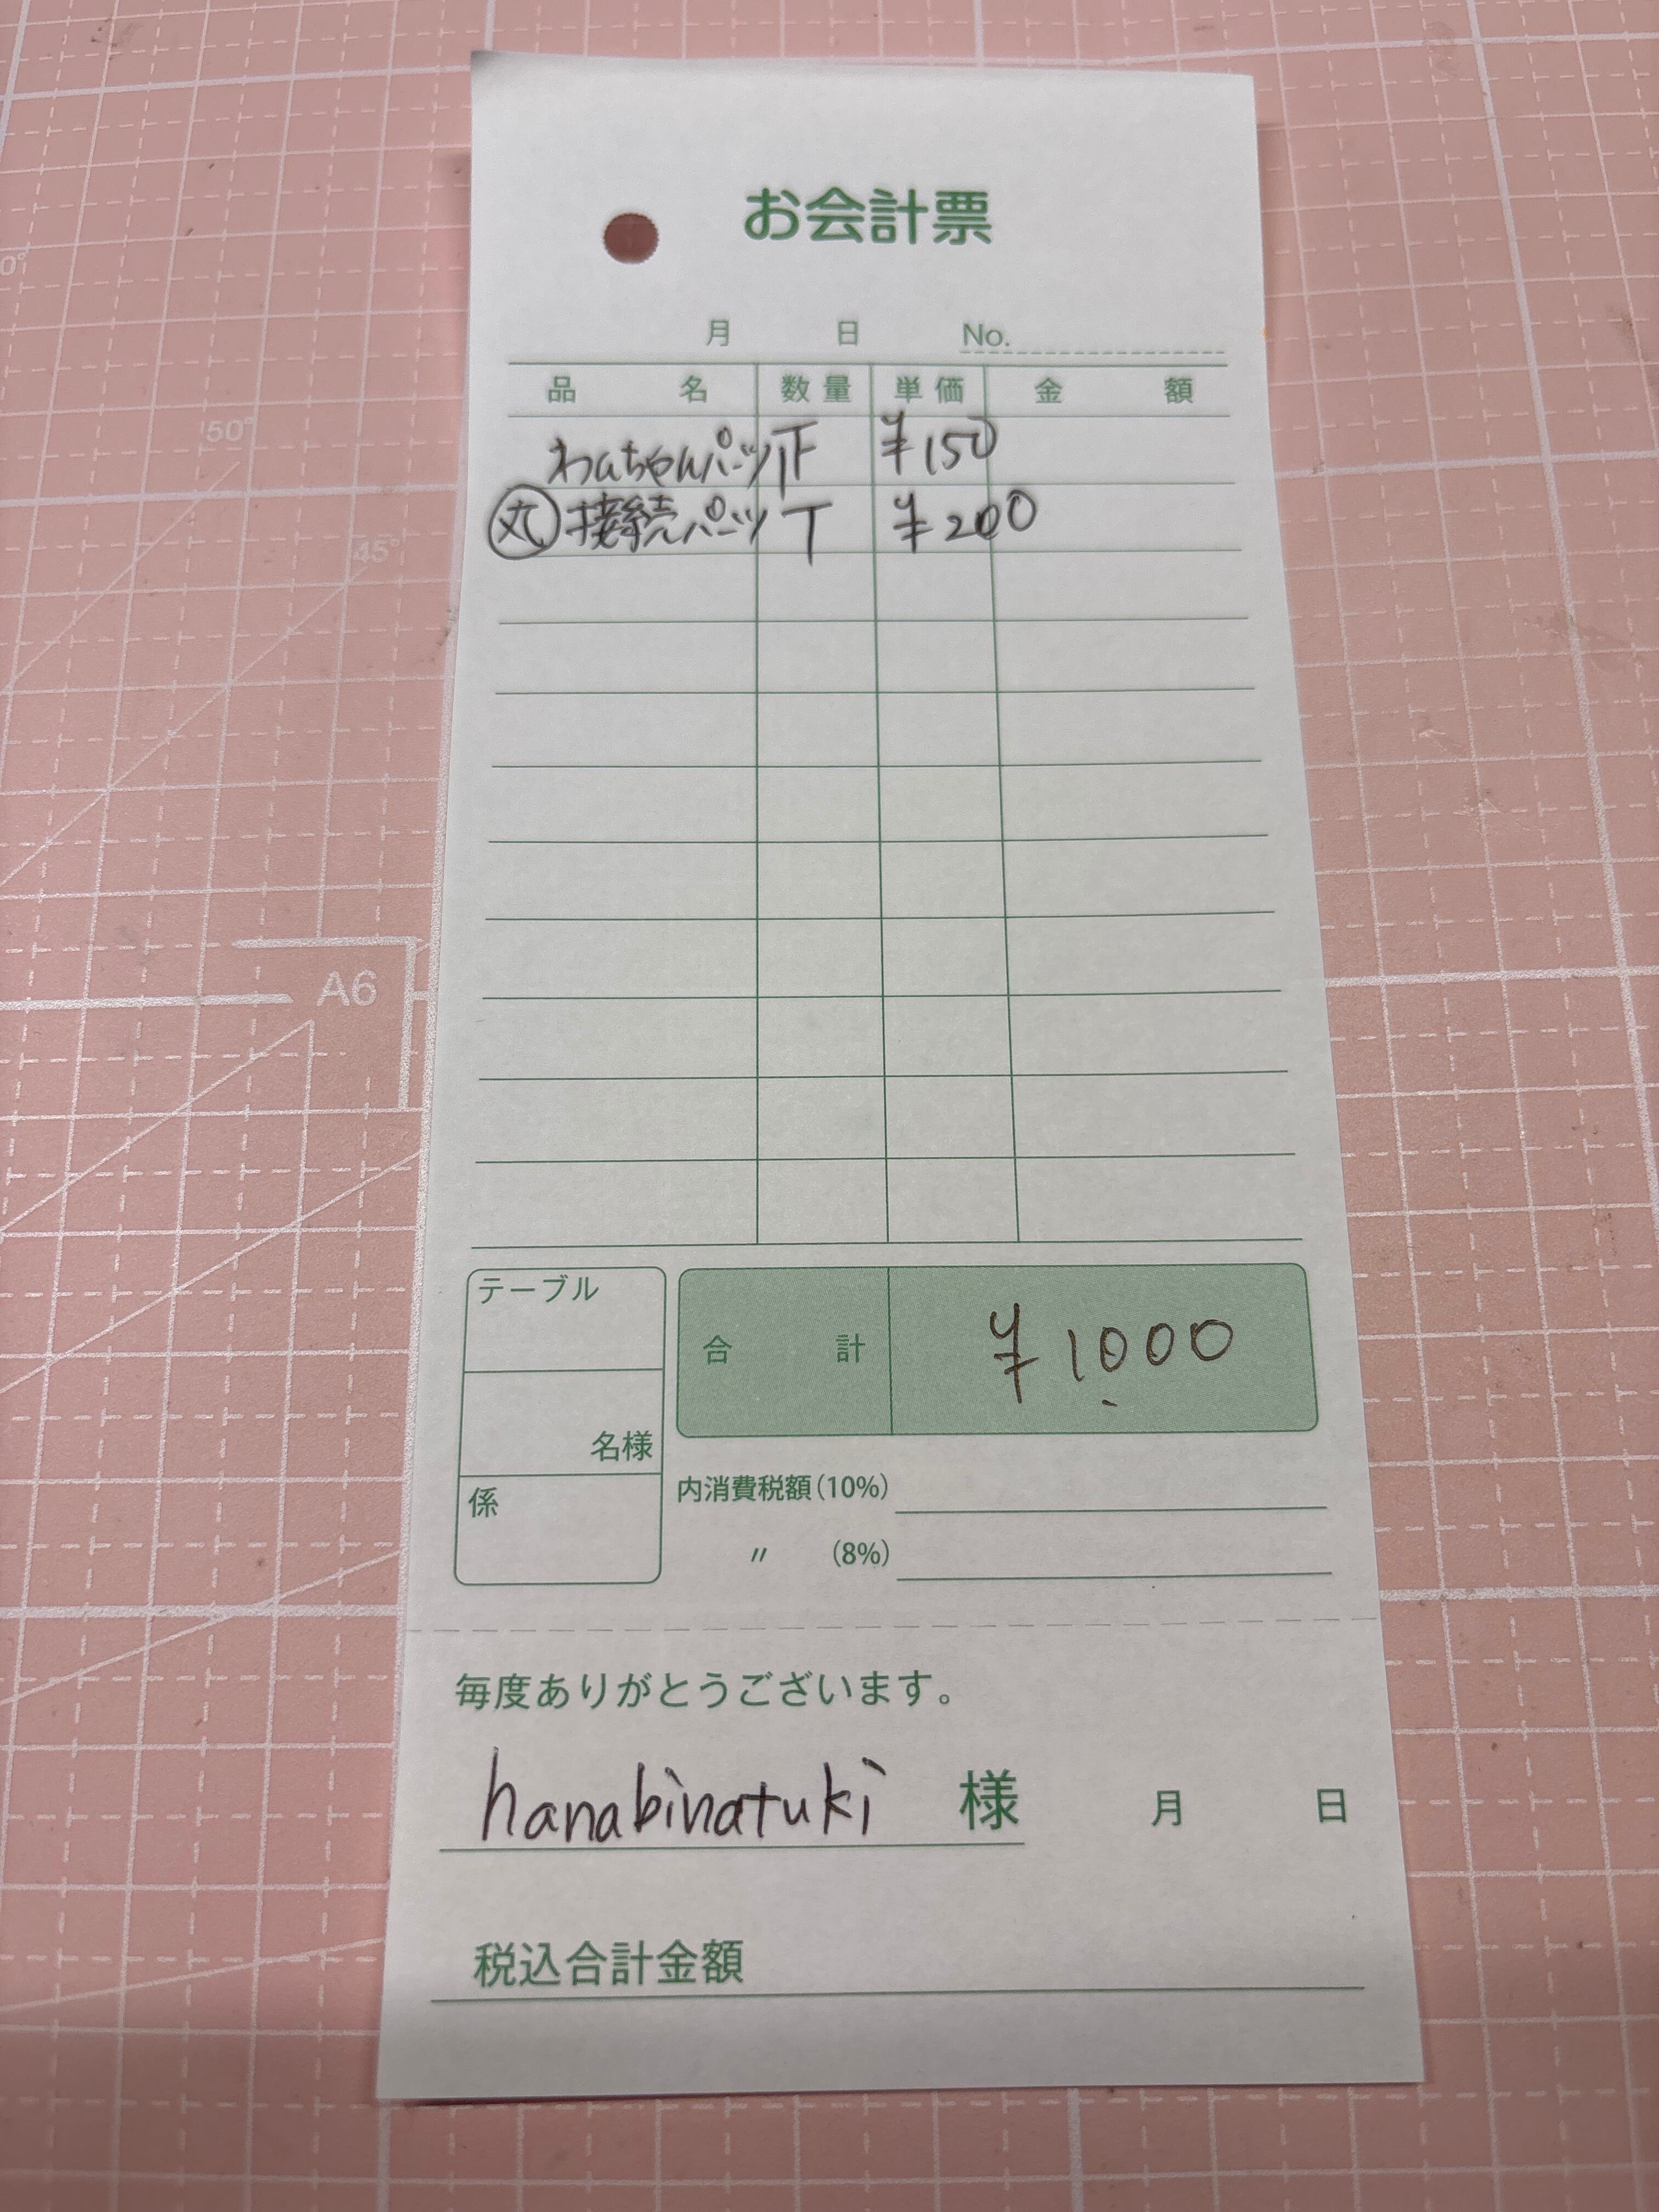 お会計票
月 日 No.
品名 数量 単価 金額
わんちゃんパーツ 𝍵 ¥150
丸 接続パーツ T ¥200
テーブル
合計 ¥1000
名様
係
内消費税額(10%)
〃 (8%)
毎度ありがとうございます。
hanabinatuki 様 月 日
税込合計金額
50°
45°
A6